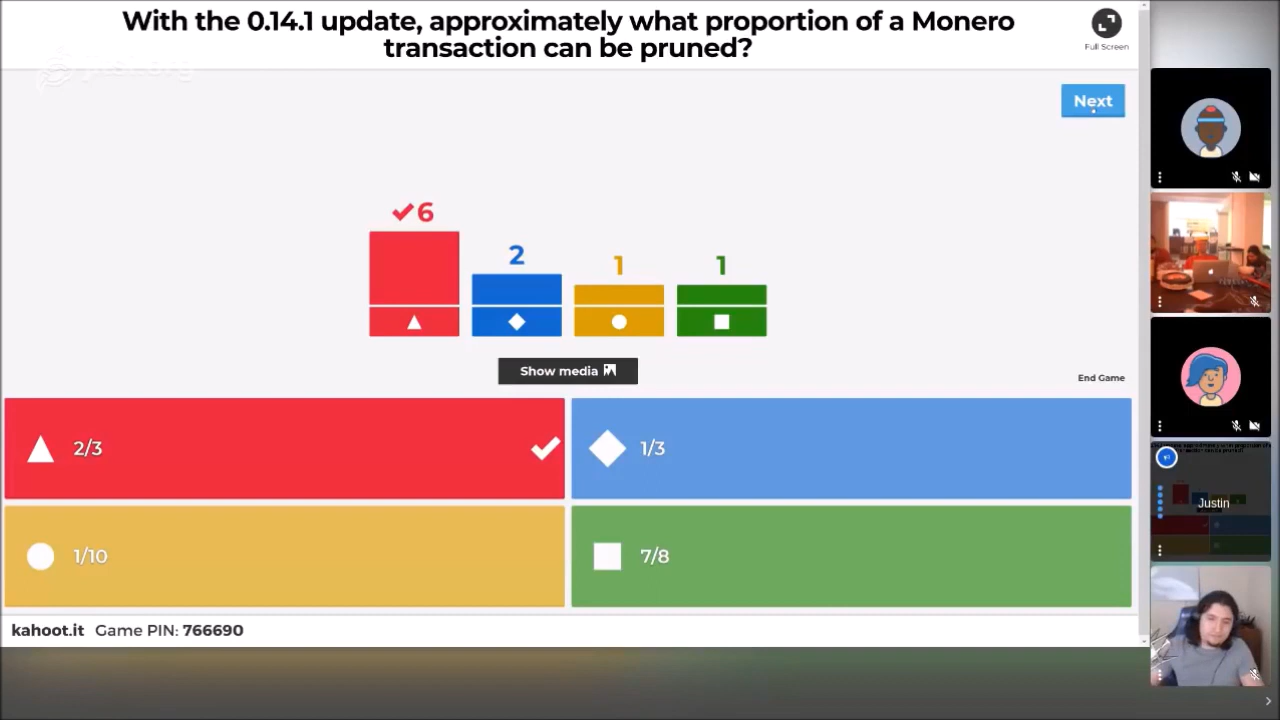 With the 0.14.1 update, approximately what proportion of a Monero
transaction can be pruned?
Full Screen
Next
6
2
1
1
Show media
End Game
2/3
1/3
1/10
7/8
Justin
kahoot.it Game PIN: 766690